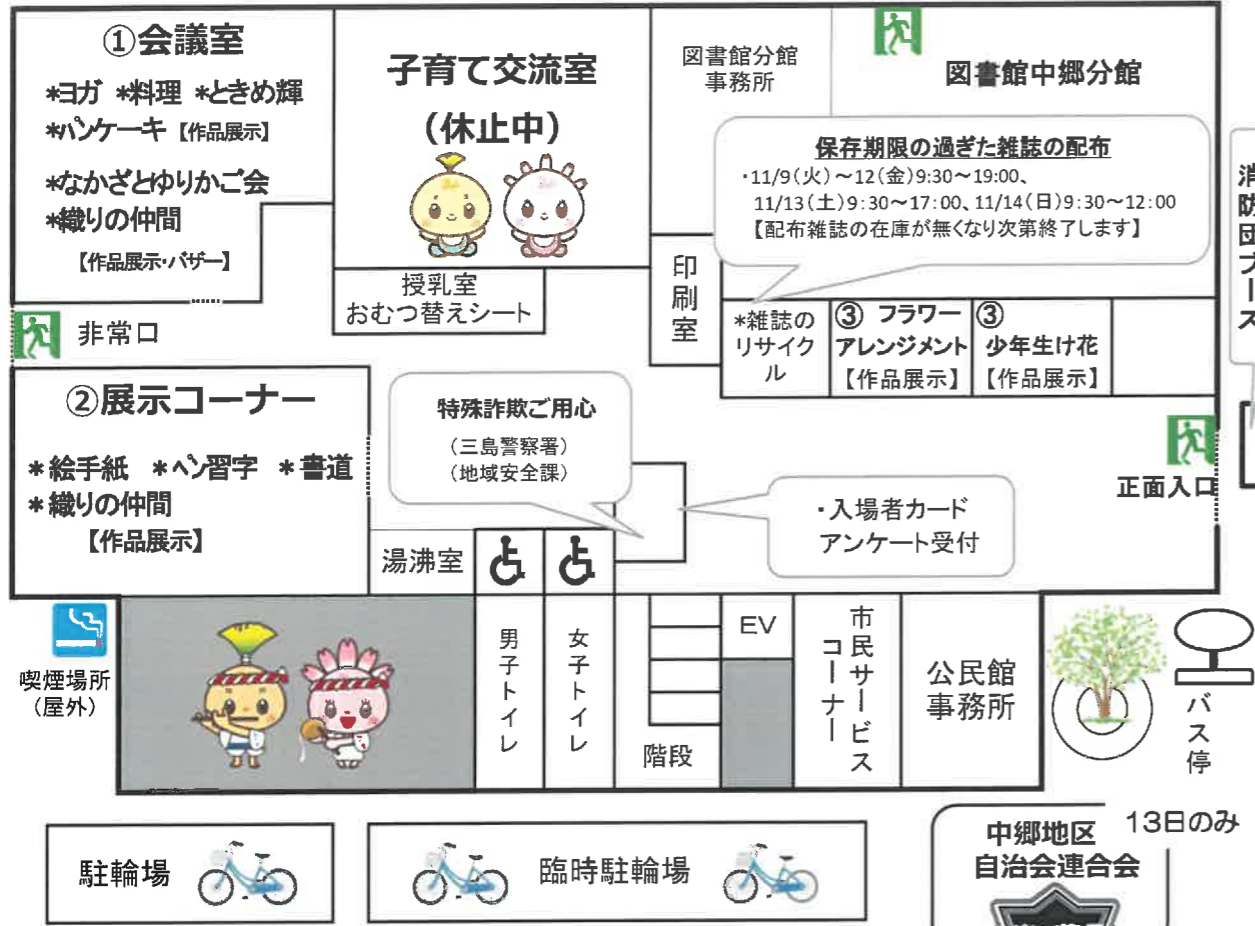 ①会議室
*ヨガ *料理 *ときめ輝
*パンケーキ【作品展示】
*なかざとゆりかご会
*織りの仲間
【作品展示・バザー】
子育て交流室
(休止中)
授乳室
おむつ替えシート
図書館分館
事務所
図書館中郷分館
保存期限の過ぎた雑誌の配布
・11/9(火)～12(金)9:30～19:00、
11/13(土)9:30～17:00、11/14(日)9:30～12:00
【配布雑誌の在庫が無くなり次第終了します】
印刷室
*雑誌の
リサイク
ル
③ フラワー
アレンジメント
【作品展示】
③
少年生け花
【作品展示】
消防団ブース
非常口
②展示コーナー
*絵手紙 *ペン習字 *書道
*織りの仲間
【作品展示】
特殊詐欺ご用心
(三島警察署)
(地域安全課)
・入場者カード
アンケート受付
正面入口
湯沸室
喫煙場所
(屋外)
男子トイレ
女子トイレ
階段
EV
市民サービス
コーナー
公民館
事務所
バス停
駐輪場
臨時駐輪場
13日のみ
中郷地区
自治会連合会